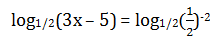 log₁/₂(3x − 5) = log₁/₂(½)⁻²